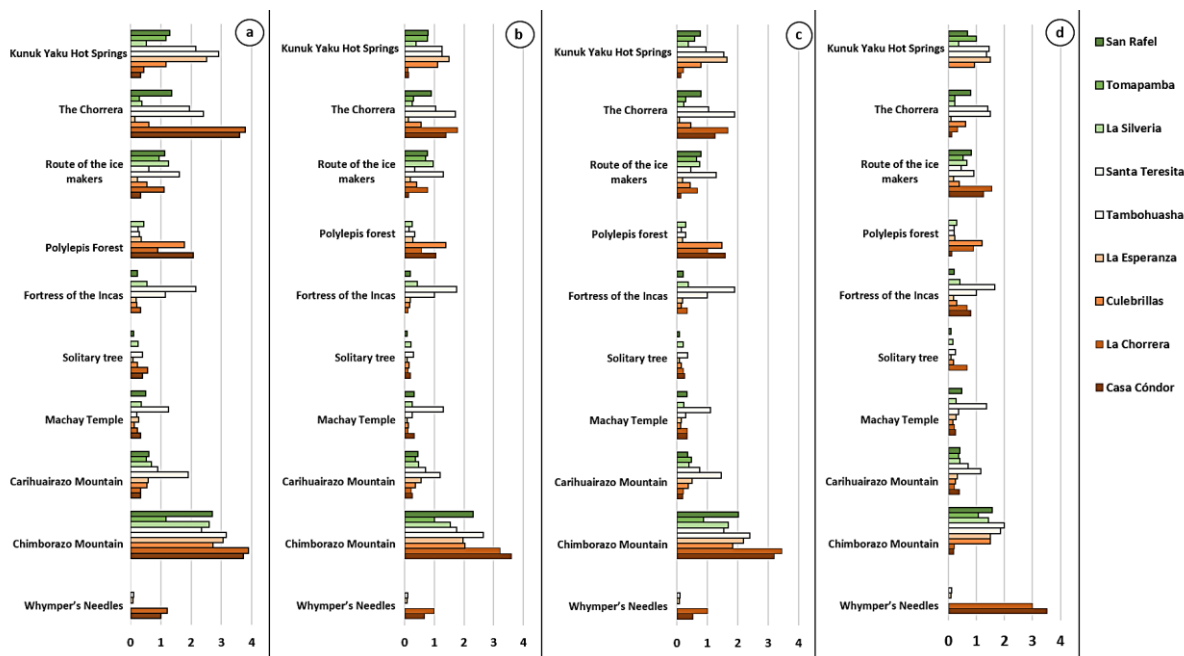 a
Kunuk Yaku Hot Springs
The Chorrera
Route of the ice
makers
Polylepis Forest
Fortress of the Incas
Solitary tree
Machay Temple
Carihuairazo Mountain
Chimborazo Mountain
Whymper's Needles
0 1 2 3 4
b
Kunuk Yaku Hot Springs
The Chorrera
Route of the ice
makers
Polylepis forest
Fortress of the Incas
Solitary tree
Machay Temple
Carihuairazo Mountain
Chimborazo Mountain
Whymper's Needles
0 1 2 3 4
c
Kunuk Yaku Hot Springs
The Chorrera
Route of the ice
makers
Polylepis forest
Fortress of the Incas
Solitary tree
Machay Temple
Carihuairazo Mountain
Chimborazo Mountain
Whymper's Needles
0 1 2 3 4
d
Kunuk Yaku Hot Springs
The Chorrera
Route of the ice
makers
Polylepis forest
Fortress of the Incas
Solitary tree
Machay Temple
Carihuairazo Mountain
Chimborazo Mountain
Whymper's Needles
0 1 2 3 4
San Rafel
Tomapamba
La Silveria
Santa Teresita
Tambohuasha
La Esperanza
Culebrillas
La Chorrera
Casa Cóndor